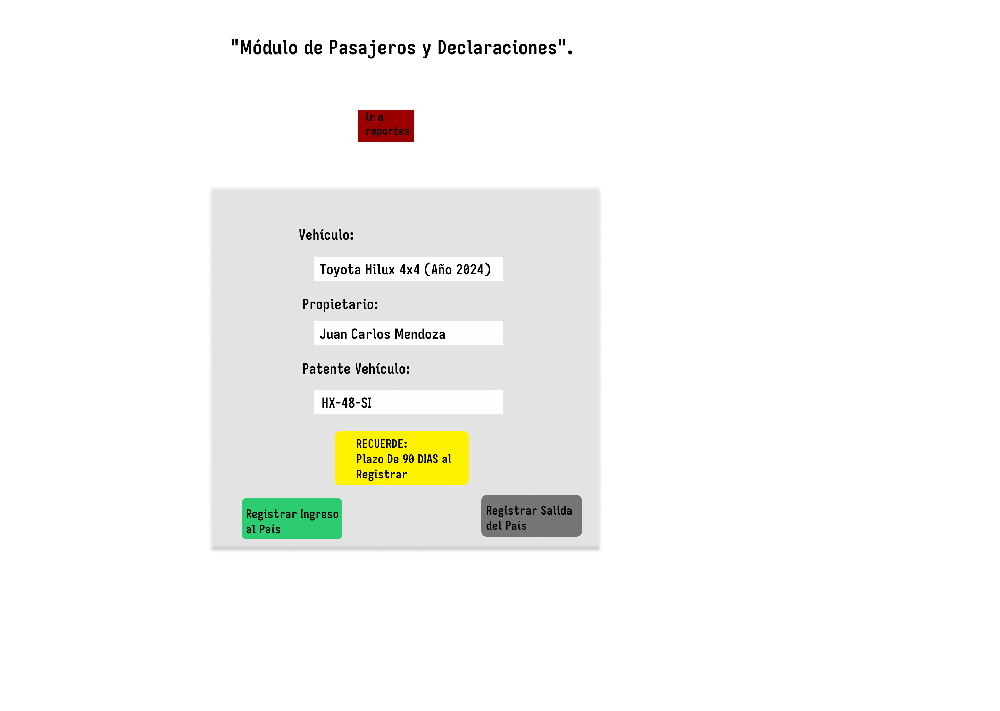 "Módulo de Pasajeros y Declaraciones".
ir a
reportes
Vehículo:
Toyota Hilux 4x4 (Año 2024)
Propietario:
Juan Carlos Mendoza
Patente Vehículo:
HX-48-SI
RECUERDE:
Plazo De 90 DIAS al
Registrar
Registrar Ingreso
al País
Registrar Salida
del País